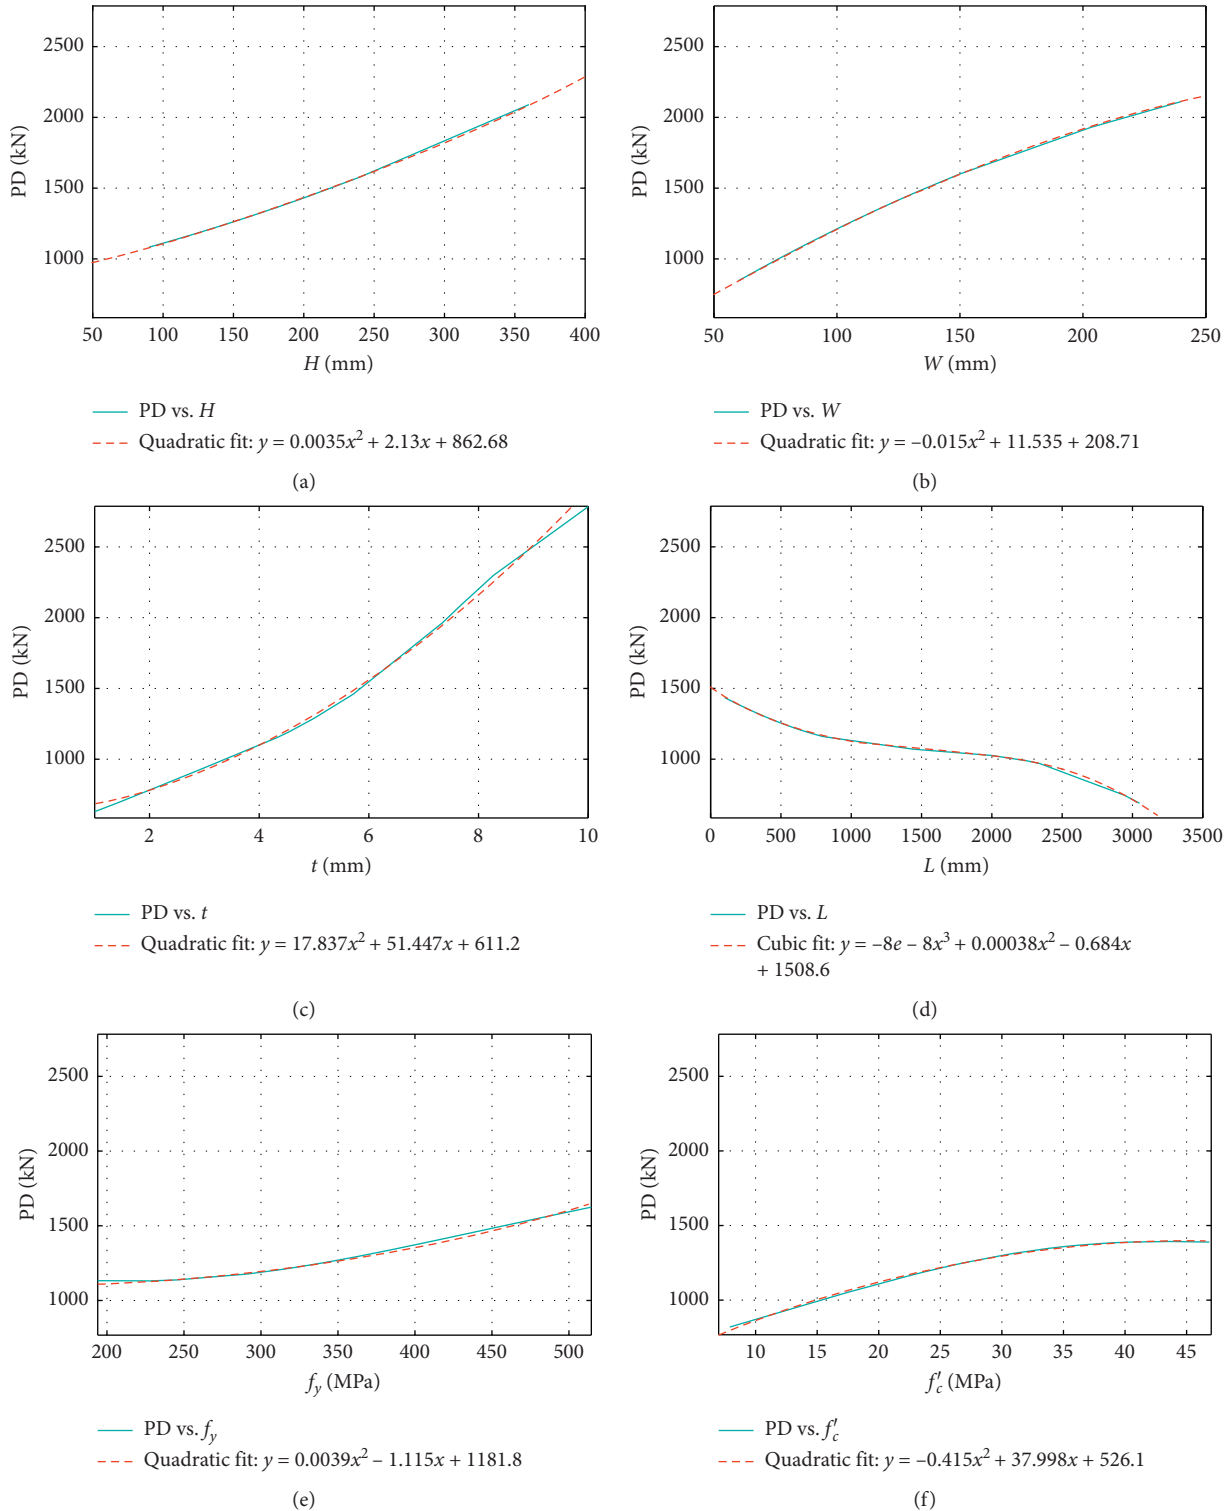 2500
2000
1500
1000
PD (kN)
50 100 150 200 250 300 350 400
H (mm)
PD vs. H
Quadratic fit: y = 0.0035x² + 2.13x + 862.68
(a)
2500
2000
1500
1000
PD (kN)
50 100 150 200 250
W (mm)
PD vs. W
Quadratic fit: y = –0.015x² + 11.535 + 208.71
(b)
2500
2000
1500
1000
PD (kN)
2 4 6 8 10
t (mm)
PD vs. t
Quadratic fit: y = 17.837x² + 51.447x + 611.2
(c)
2500
2000
1500
1000
PD (kN)
0 500 1000 1500 2000 2500 3000 3500
L (mm)
PD vs. L
Cubic fit: y = –8e – 8x³ + 0.00038x² – 0.684x
+ 1508.6
(d)
2500
2000
1500
1000
PD (kN)
200 250 300 350 400 450 500
f_y (MPa)
PD vs. f_y
Quadratic fit: y = 0.0039x² – 1.115x + 1181.8
(e)
2500
2000
1500
1000
PD (kN)
10 15 20 25 30 35 40 45
f′_c (MPa)
PD vs. f′_c
Quadratic fit: y = –0.415x² + 37.998x + 526.1
(f)